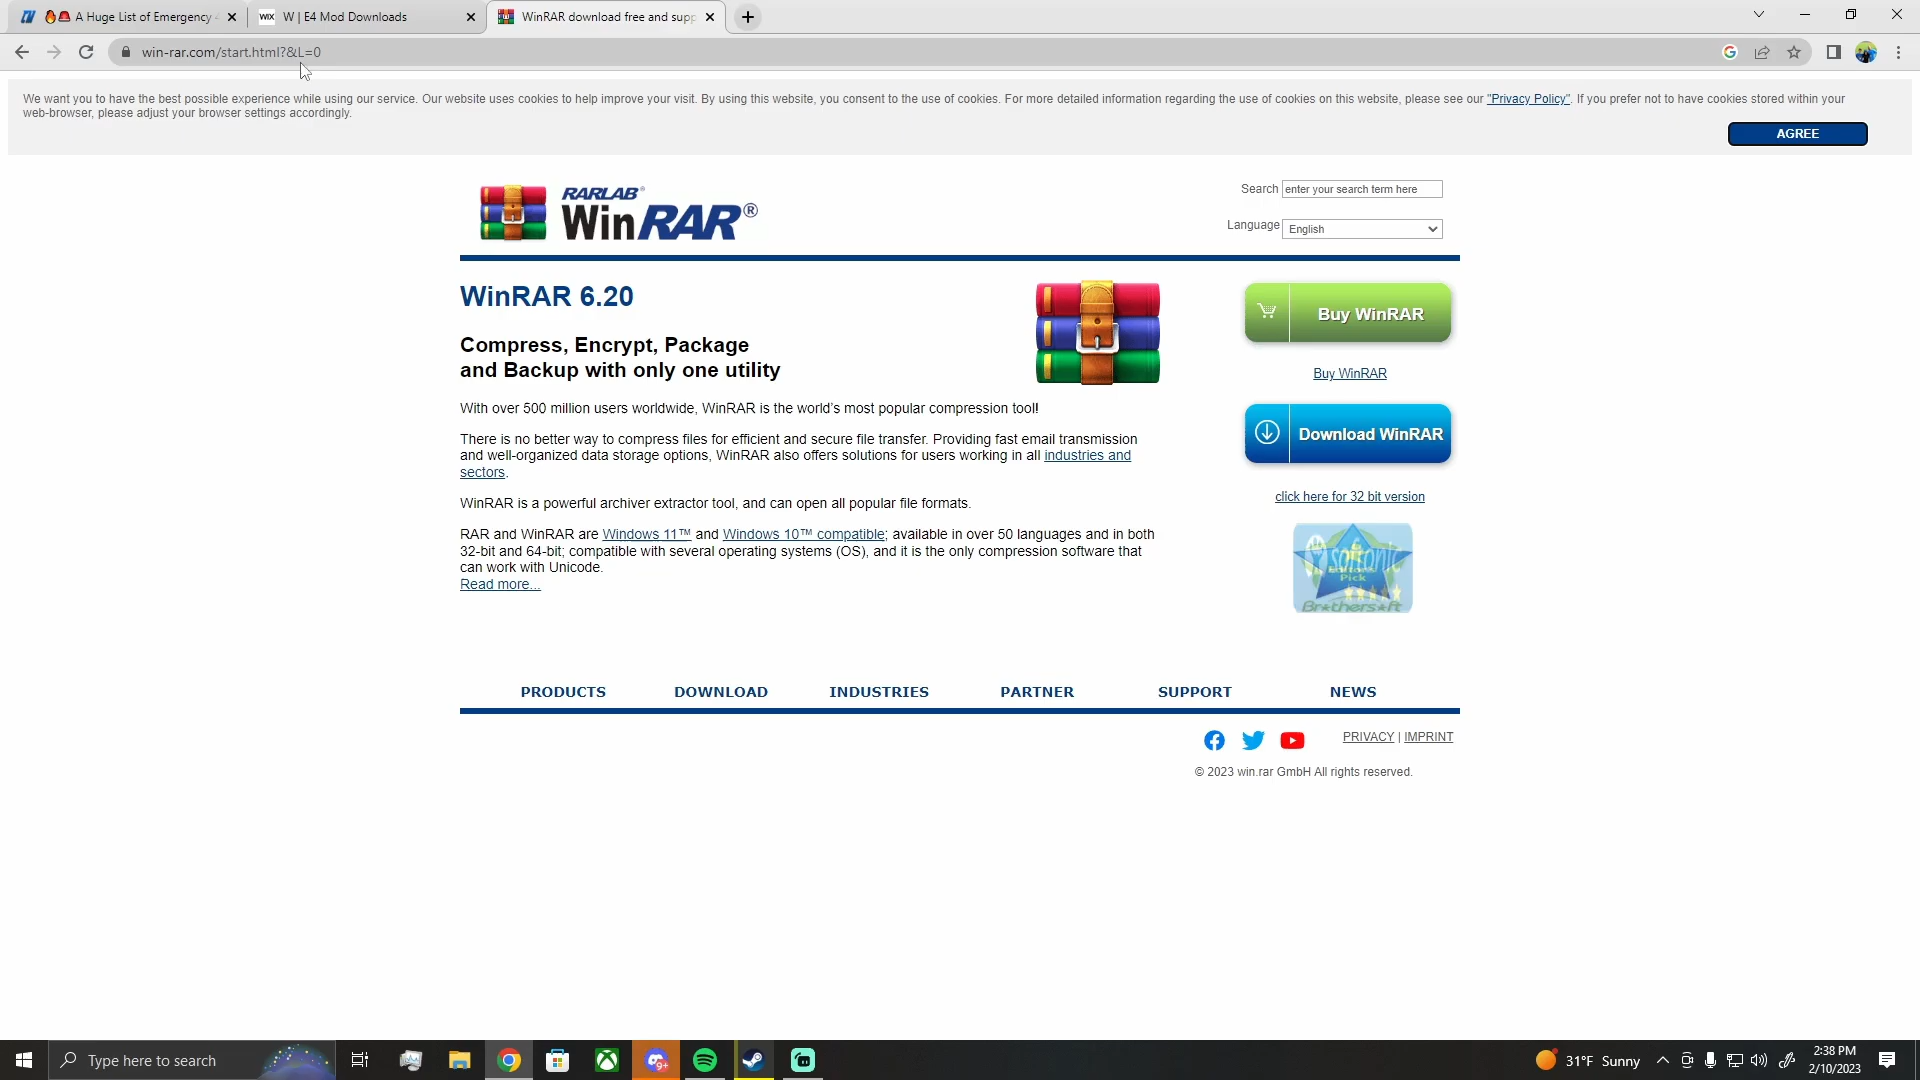 🔥🚨 A Huge List of Emergency 4
WiX W | E4 Mod Downloads
WinRAR download free and supp
win-rar.com/start.html?&L=0
We want you to have the best possible experience while using our service. Our website uses cookies to help improve your visit. By using this website, you consent to the use of cookies. For more detailed information regarding the use of cookies on this website, please see our "Privacy Policy". If you prefer not to have cookies stored within your
web-browser, please adjust your browser settings accordingly.
AGREE
RARLAB®
WinRAR®
Search enter your search term here
Language English
WinRAR 6.20
Compress, Encrypt, Package
and Backup with only one utility
With over 500 million users worldwide, WinRAR is the world's most popular compression tool!
There is no better way to compress files for efficient and secure file transfer. Providing fast email transmission
and well-organized data storage options, WinRAR also offers solutions for users working in all industries and
sectors.
WinRAR is a powerful archiver extractor tool, and can open all popular file formats.
RAR and WinRAR are Windows 11™ and Windows 10™ compatible; available in over 50 languages and in both
32-bit and 64-bit; compatible with several operating systems (OS), and it is the only compression software that
can work with Unicode.
Read more...
Buy WinRAR
Buy WinRAR
Download WinRAR
click here for 32 bit version
softonic
Editor's
Pick
Br★thers★ft
PRODUCTS DOWNLOAD INDUSTRIES PARTNER SUPPORT NEWS
PRIVACY | IMPRINT
© 2023 win.rar GmbH All rights reserved.
Type here to search
9+
31°F Sunny
2:38 PM
2/10/2023